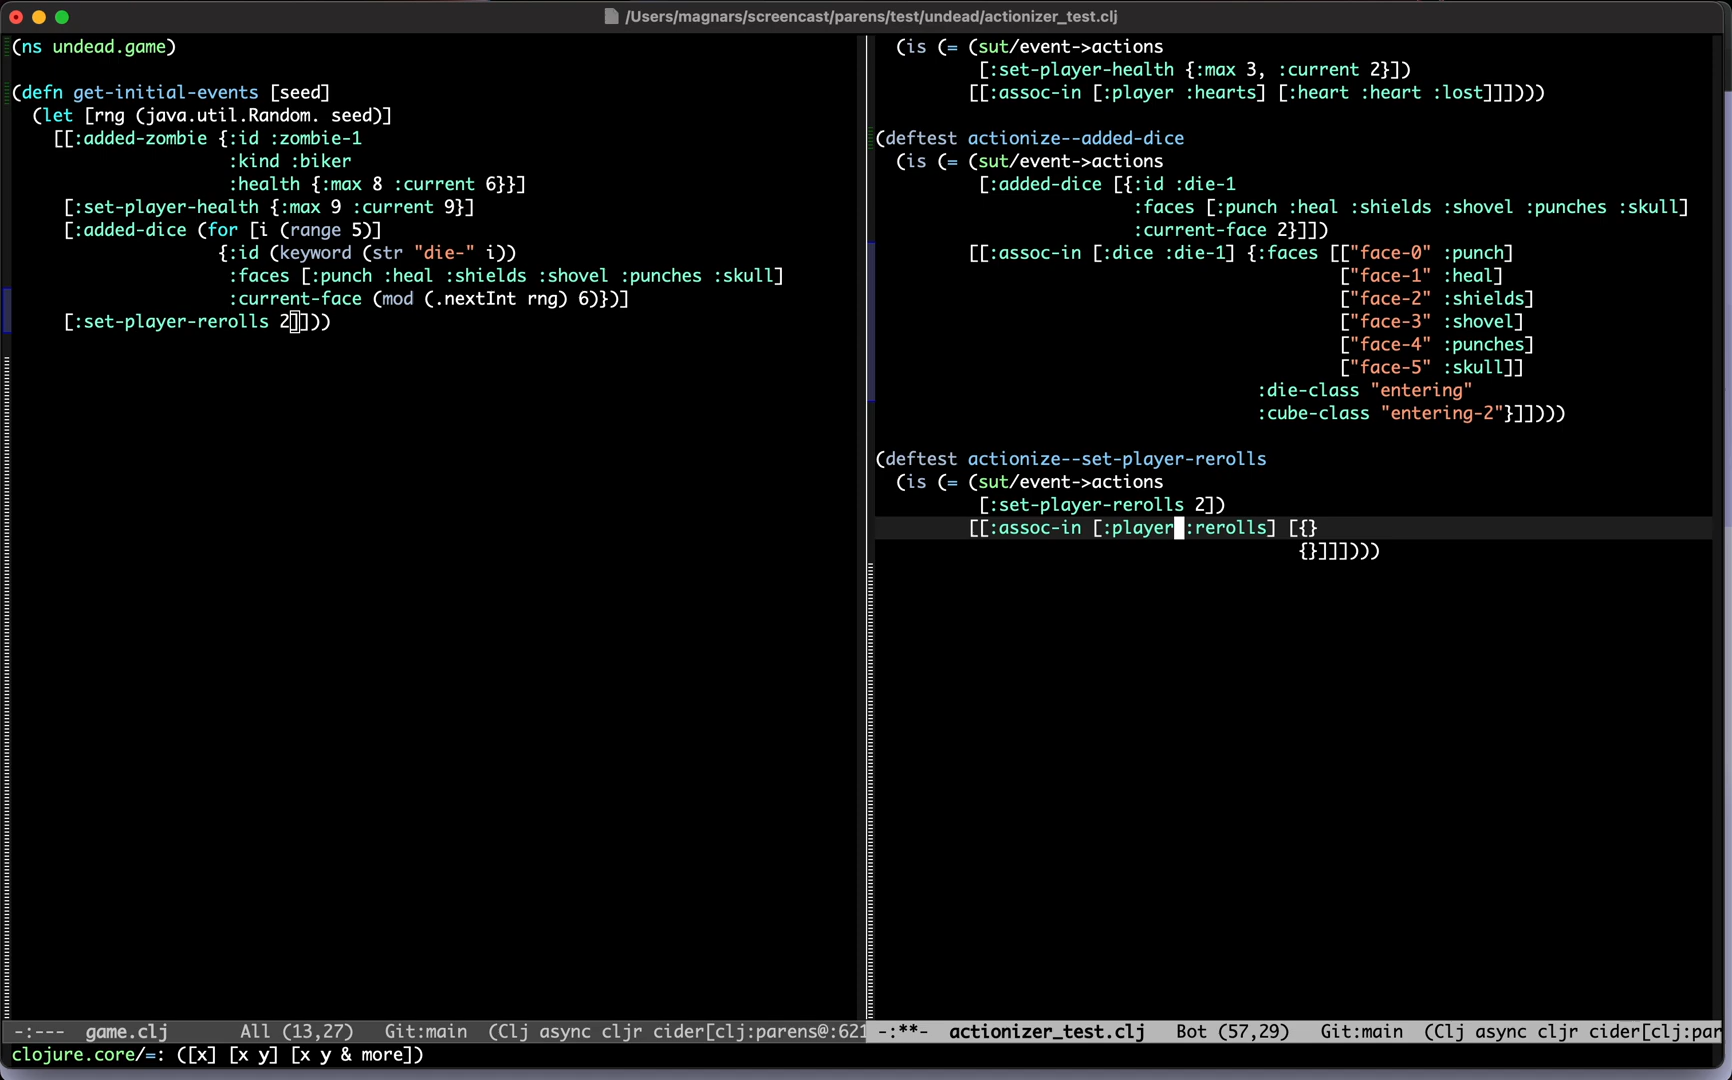 /Users/magnars/screencast/parens/test/undead/actionizer_test.clj
(ns undead.game)
(defn get-initial-events [seed]
  (let [rng (java.util.Random. seed)]
    [[:added-zombie {:id :zombie-1
                     :kind :biker
                     :health {:max 8 :current 6}}]
     [:set-player-health {:max 9 :current 9}]
     [:added-dice (for [i (range 5)]
                    {:id (keyword (str "die-" i))
                     :faces [:punch :heal :shields :shovel :punches :skull]
                     :current-face (mod (.nextInt rng) 6)})]
     [:set-player-rerolls 2]]))
-:---  game.clj       All (13,27)   Git:main  (Clj async cljr cider[clj:parens@:621
  (is (= (sut/event->actions
          [:set-player-health {:max 3, :current 2}])
         [[:assoc-in [:player :hearts] [:heart :heart :lost]]])))
(deftest actionize--added-dice
  (is (= (sut/event->actions
          [:added-dice [{:id :die-1
                         :faces [:punch :heal :shields :shovel :punches :skull]
                         :current-face 2}]])
         [[:assoc-in [:dice :die-1] {:faces [["face-0" :punch]
                                             ["face-1" :heal]
                                             ["face-2" :shields]
                                             ["face-3" :shovel]
                                             ["face-4" :punches]
                                             ["face-5" :skull]]
                                     :die-class "entering"
                                     :cube-class "entering-2"}]])))
(deftest actionize--set-player-rerolls
  (is (= (sut/event->actions
          [:set-player-rerolls 2])
         [[:assoc-in [:player :rerolls] [{}
                                         {}]]])))
-:**-  actionizer_test.clj   Bot (57,29)   Git:main  (Clj async cljr cider[clj:par
clojure.core/=: ([x] [x y] [x y & more])